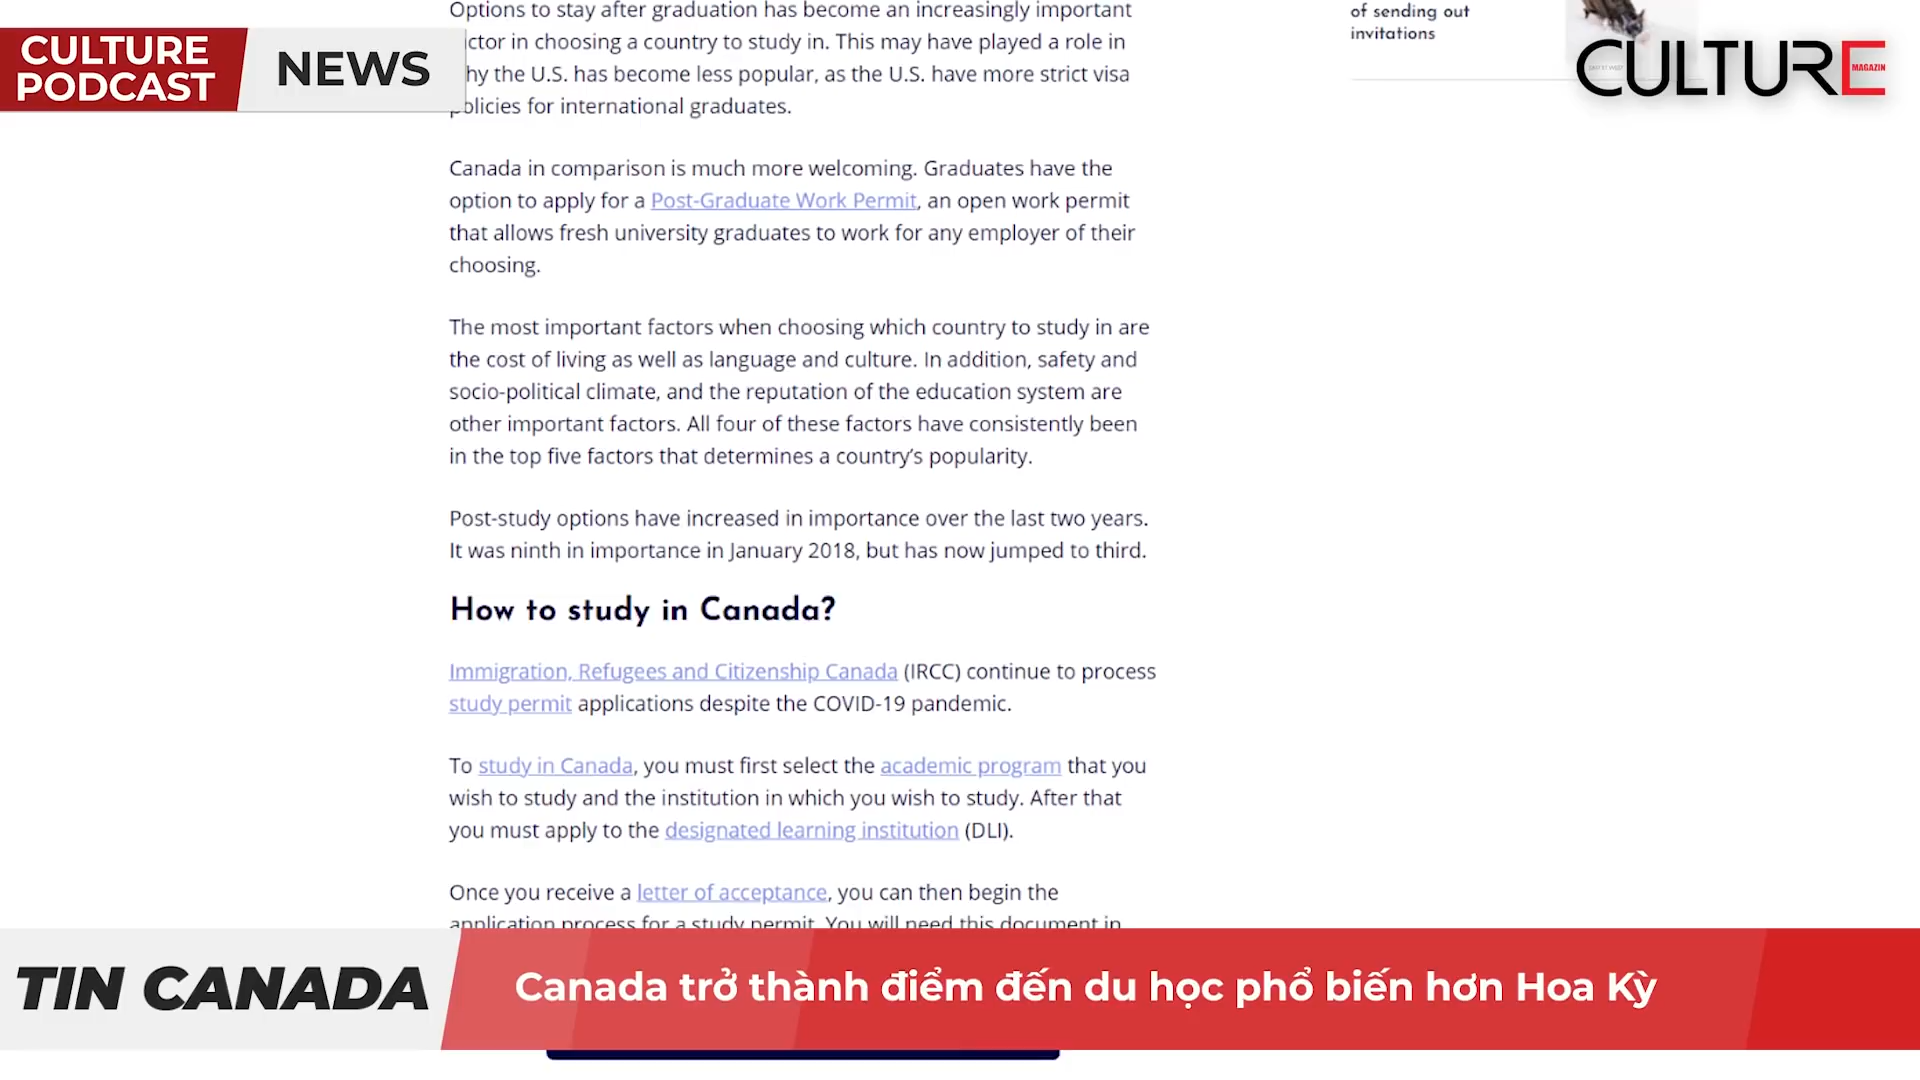 CULTURE
PODCAST
NEWS
Options to stay after graduation has become an increasingly important
ctor in choosing a country to study in. This may have played a role in
hy the U.S. has become less popular, as the U.S. have more strict visa
policies for international graduates.
Canada in comparison is much more welcoming. Graduates have the
option to apply for a Post-Graduate Work Permit, an open work permit
that allows fresh university graduates to work for any employer of their
choosing.
The most important factors when choosing which country to study in are
the cost of living as well as language and culture. In addition, safety and
socio-political climate, and the reputation of the education system are
other important factors. All four of these factors have consistently been
in the top five factors that determines a country's popularity.
Post-study options have increased in importance over the last two years.
It was ninth in importance in January 2018, but has now jumped to third.
How to study in Canada?
Immigration, Refugees and Citizenship Canada (IRCC) continue to process
study permit applications despite the COVID-19 pandemic.
To study in Canada, you must first select the academic program that you
wish to study and the institution in which you wish to study. After that
you must apply to the designated learning institution (DLI).
Once you receive a letter of acceptance, you can then begin the
application process for a study permit. You will need this document in
of sending out
invitations
CULTURE
MAGAZIN
TIN CANADA
Canada trở thành điểm đến du học phổ biến hơn Hoa Kỳ